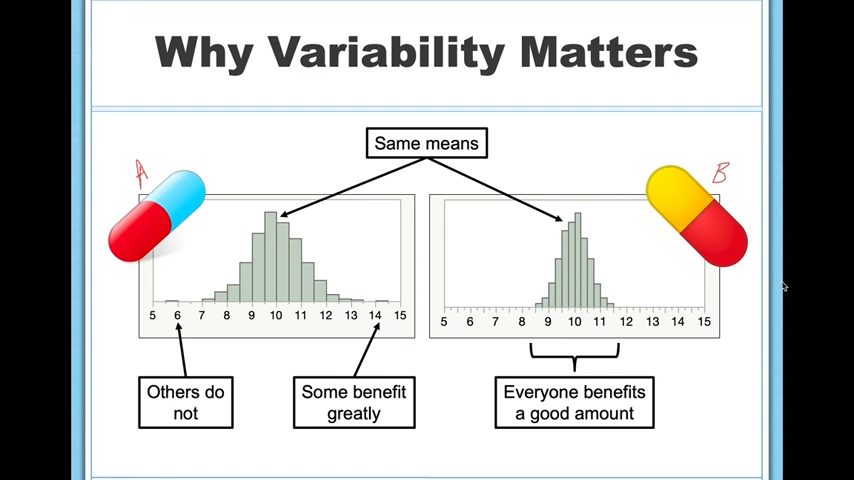 Why Variability Matters
Same means
A
B
5 6 7 8 9 10 11 12 13 14 15
5 6 7 8 9 10 11 12 13 14 15
Others do
not
Some benefit
greatly
Everyone benefits
a good amount